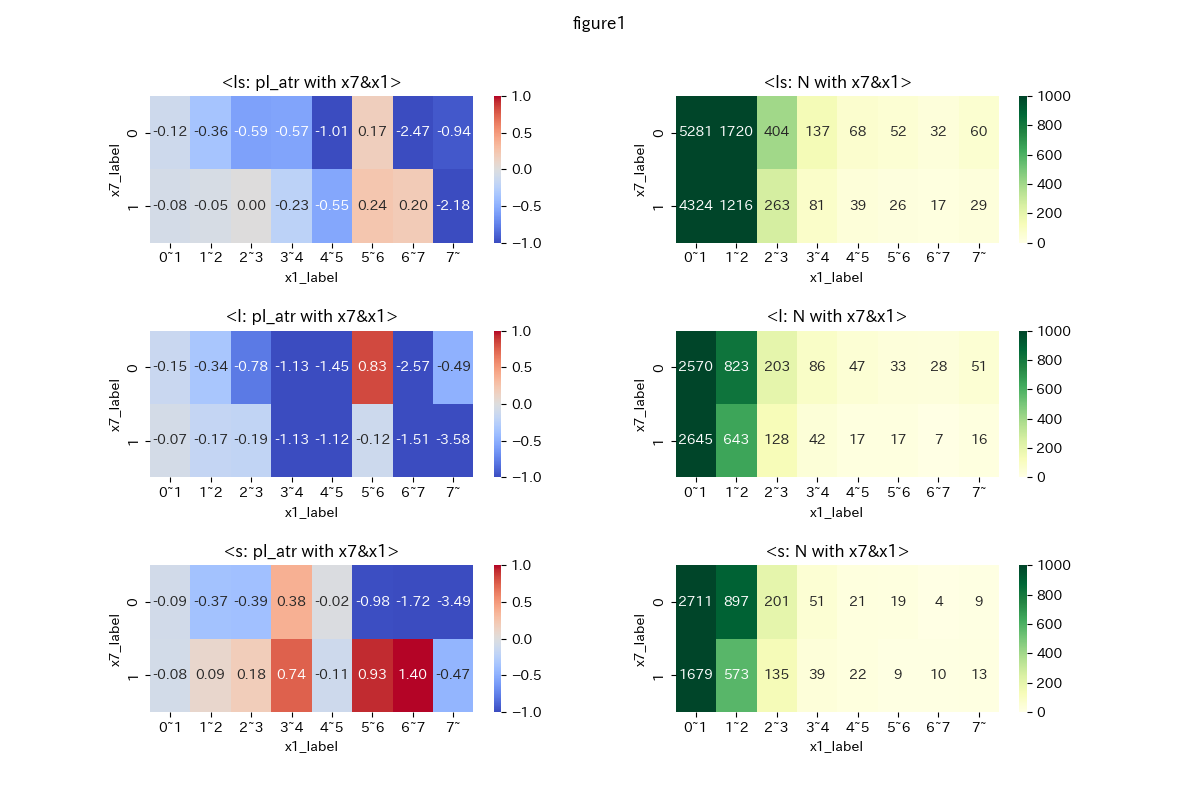 figure1
<ls: pl_atr with x7&x1>
x7_label
0 -0.12 -0.36 -0.59 -0.57 -1.01 0.17 -2.47 -0.94
1 -0.08 -0.05 0.00 -0.23 -0.55 0.24 0.20 -2.18
0~1 1~2 2~3 3~4 4~5 5~6 6~7 7~
x1_label
1.0
0.5
0.0
−0.5
−1.0
<ls: N with x7&x1>
x7_label
0 5281 1720 404 137 68 52 32 60
1 4324 1216 263 81 39 26 17 29
0~1 1~2 2~3 3~4 4~5 5~6 6~7 7~
x1_label
1000
800
600
400
200
0
<l: pl_atr with x7&x1>
x7_label
0 -0.15 -0.34 -0.78 -1.13 -1.45 0.83 -2.57 -0.49
1 -0.07 -0.17 -0.19 -1.13 -1.12 -0.12 -1.51 -3.58
0~1 1~2 2~3 3~4 4~5 5~6 6~7 7~
x1_label
1.0
0.5
0.0
−0.5
−1.0
<l: N with x7&x1>
x7_label
0 2570 823 203 86 47 33 28 51
1 2645 643 128 42 17 17 7 16
0~1 1~2 2~3 3~4 4~5 5~6 6~7 7~
x1_label
1000
800
600
400
200
0
<s: pl_atr with x7&x1>
x7_label
0 -0.09 -0.37 -0.39 0.38 -0.02 -0.98 -1.72 -3.49
1 -0.08 0.09 0.18 0.74 -0.11 0.93 1.40 -0.47
0~1 1~2 2~3 3~4 4~5 5~6 6~7 7~
x1_label
1.0
0.5
0.0
−0.5
−1.0
<s: N with x7&x1>
x7_label
0 2711 897 201 51 21 19 4 9
1 1679 573 135 39 22 9 10 13
0~1 1~2 2~3 3~4 4~5 5~6 6~7 7~
x1_label
1000
800
600
400
200
0